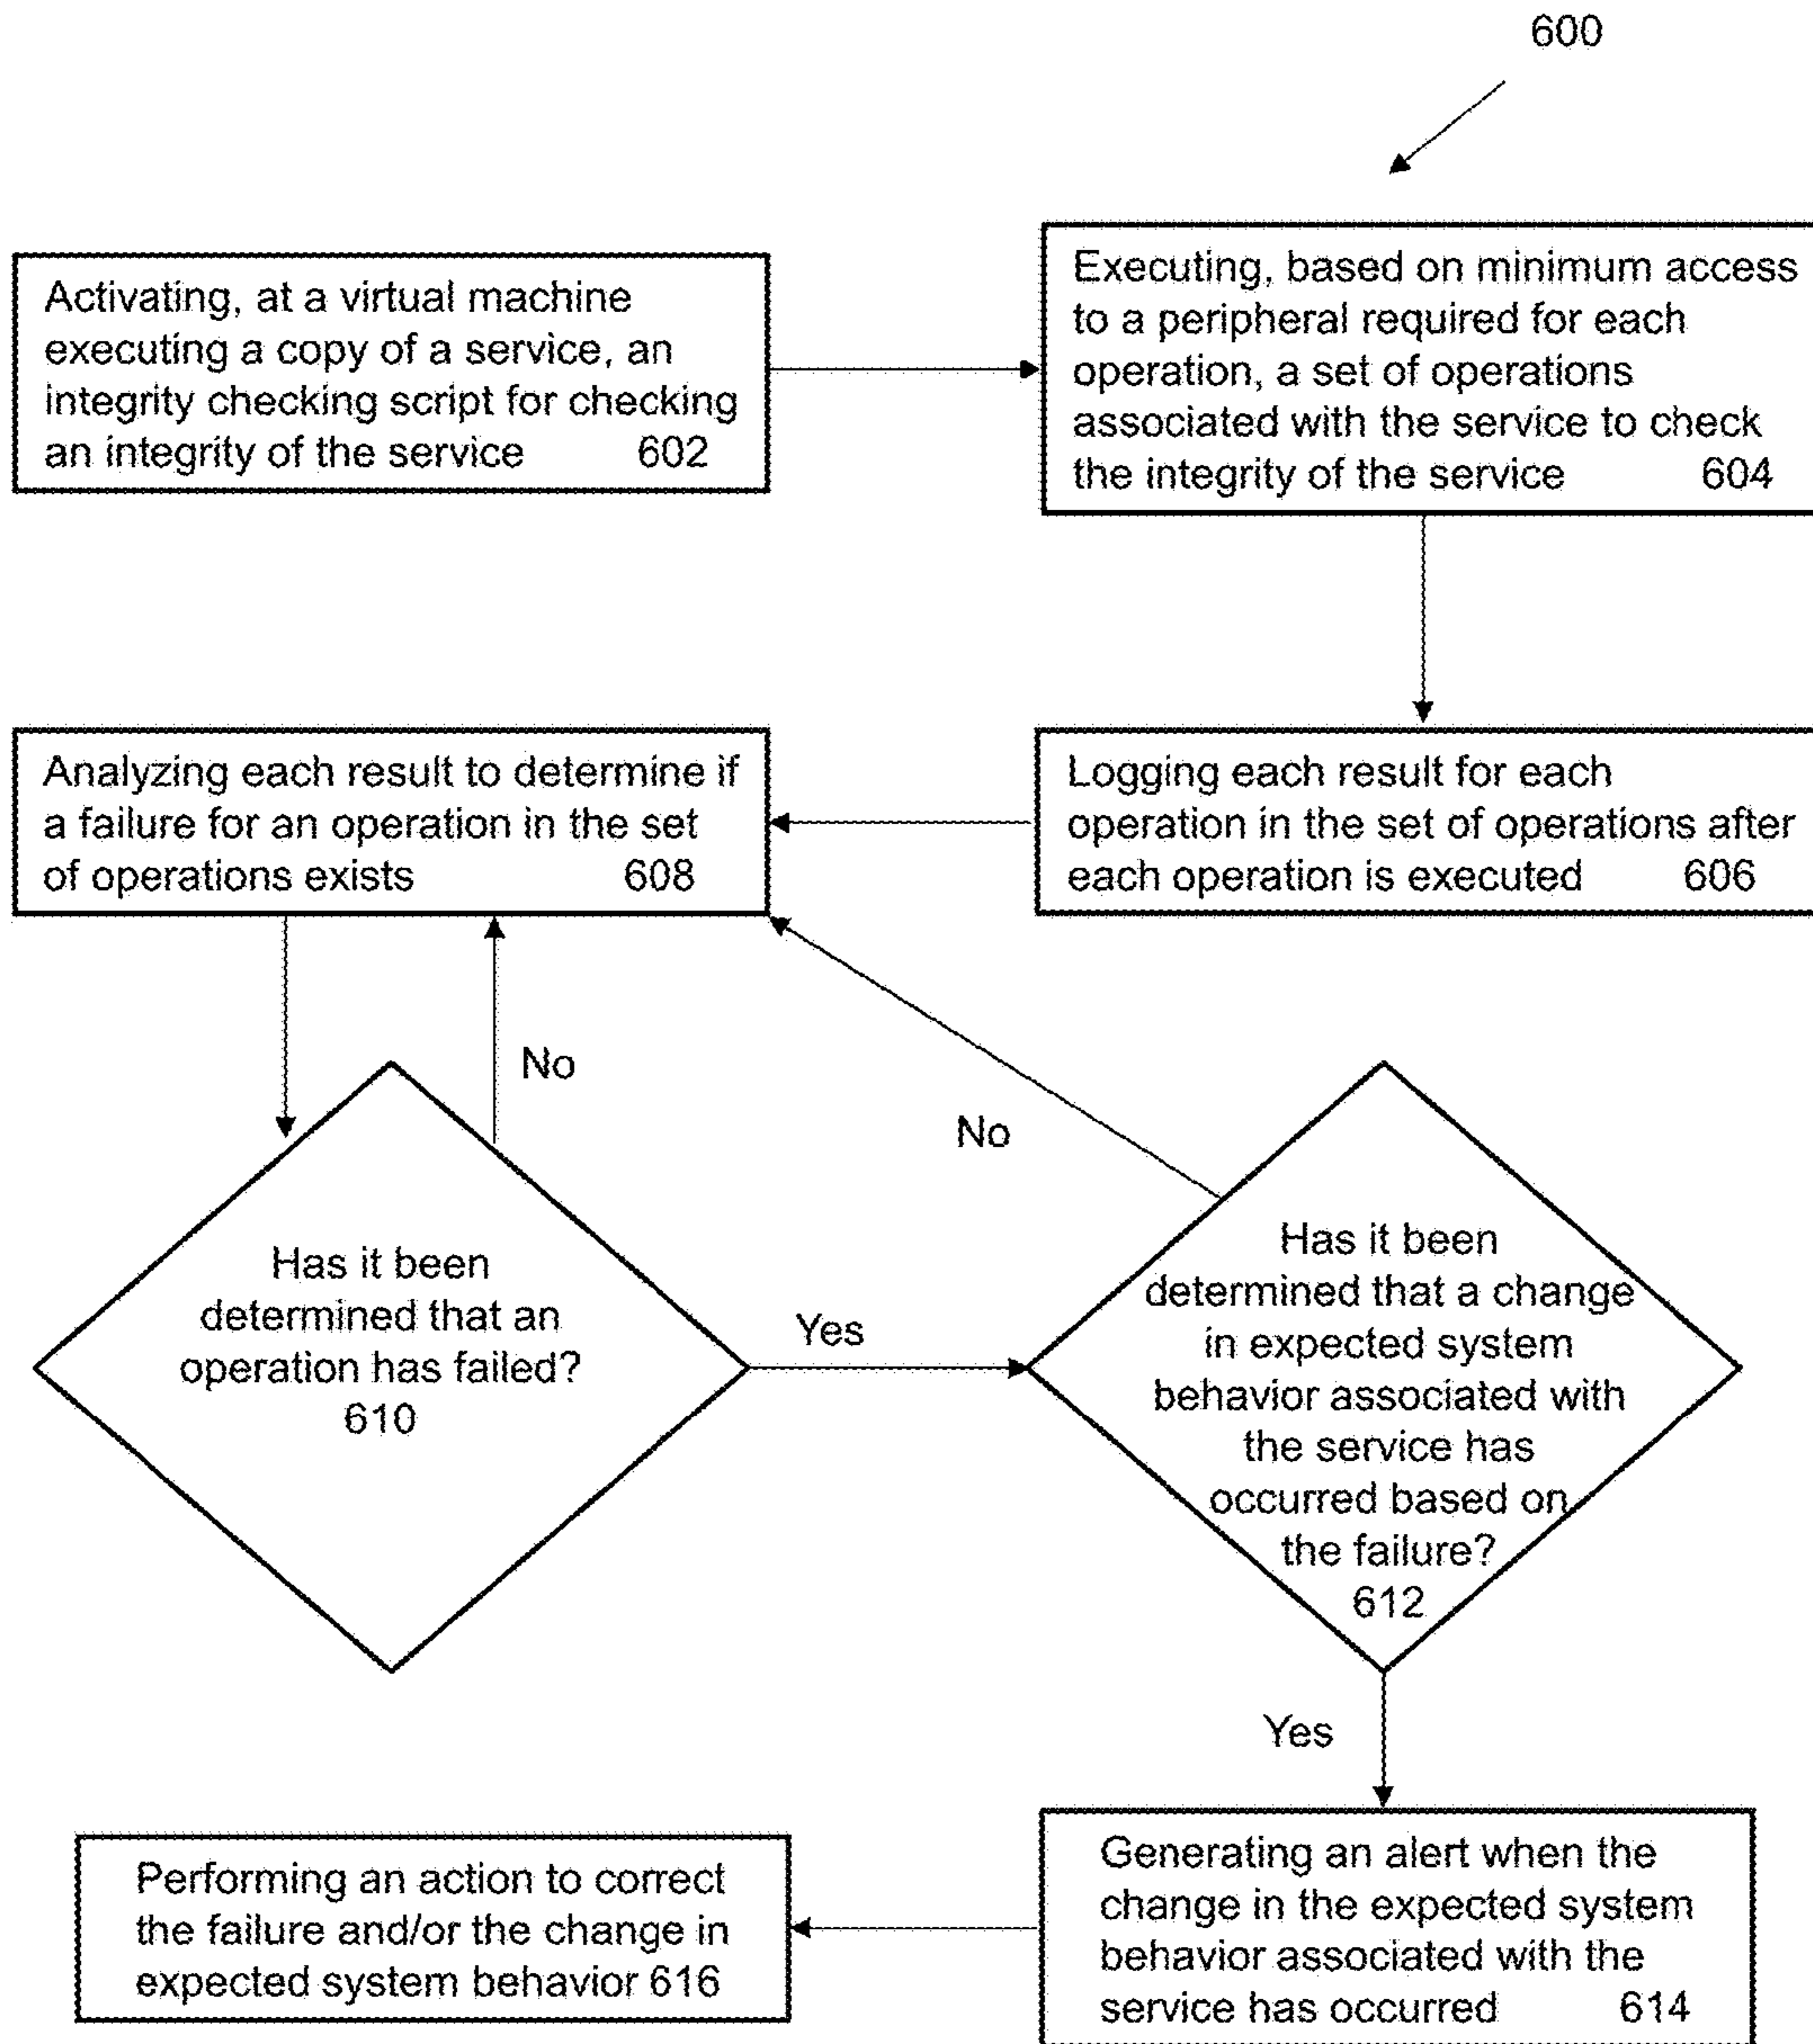 600
Activating, at a virtual machine
executing a copy of a service, an
integrity checking script for checking
an integrity of the service 602
Executing, based on minimum access
to a peripheral required for each
operation, a set of operations
associated with the service to check
the integrity of the service 604
Analyzing each result to determine if
a failure for an operation in the set
of operations exists 608
Logging each result for each
operation in the set of operations after
each operation is executed 606
No
No
Has it been
determined that an
operation has failed?
610
Yes
Has it been
determined that a change
in expected system
behavior associated with
the service has
occurred based on
the failure?
612
Yes
Performing an action to correct
the failure and/or the change in
expected system behavior 616
Generating an alert when the
change in the expected system
behavior associated with the
service has occurred 614